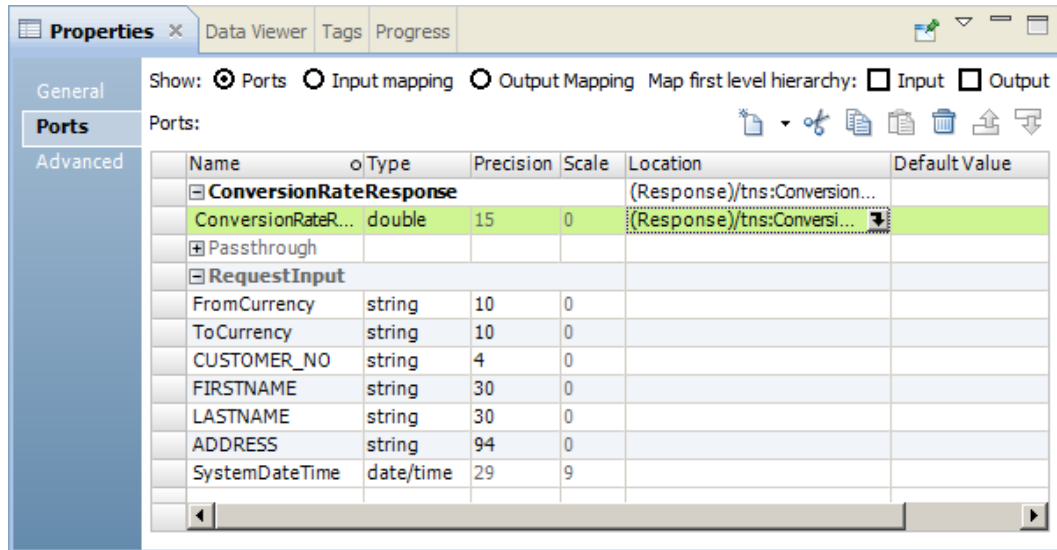 Properties Data Viewer Tags Progress
General
Ports
Advanced
Show: Ports Input mapping Output Mapping Map first level hierarchy: Input Output
Ports:
Name Type Precision Scale Location Default Value
ConversionRateResponse (Response)/tns:Conversion...
ConversionRateR... double 15 0 (Response)/tns:Conversi...
Passthrough
RequestInput
FromCurrency string 10 0
ToCurrency string 10 0
CUSTOMER_NO string 4 0
FIRSTNAME string 30 0
LASTNAME string 30 0
ADDRESS string 94 0
SystemDateTime date/time 29 9